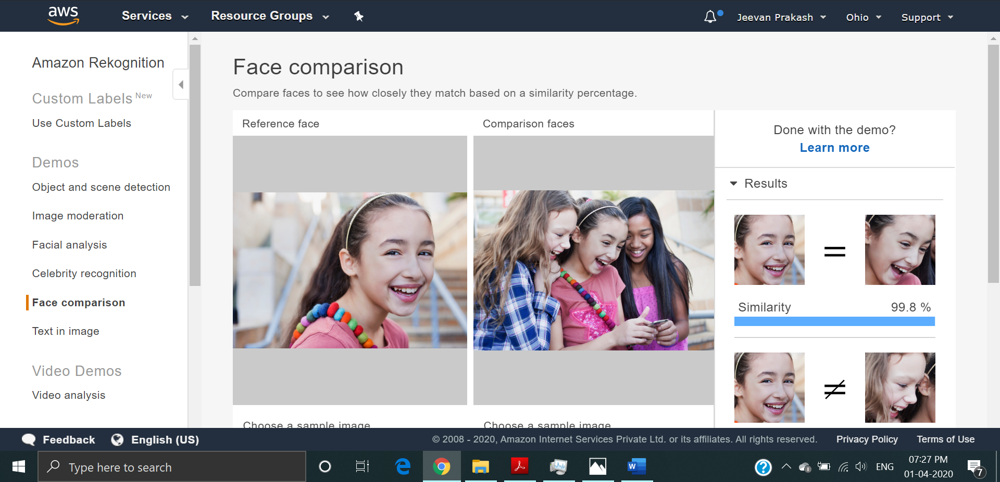 aws
Services
Resource Groups
Jeevan Prakash
Ohio
Support
Amazon Rekognition
Custom Labels New
Use Custom Labels
Demos
Object and scene detection
Image moderation
Facial analysis
Celebrity recognition
Face comparison
Text in image
Video Demos
Video analysis
Face comparison
Compare faces to see how closely they match based on a similarity percentage.
Reference face
Comparison faces
Choose a sample image
Choose a sample image
Done with the demo?
Learn more
Results
=
Similarity 99.8 %
≠
Feedback
English (US)
© 2008 - 2020, Amazon Internet Services Private Ltd. or its affiliates. All rights reserved.
Privacy Policy
Terms of Use
Type here to search
W
?
ENG
07:27 PM
01-04-2020
7